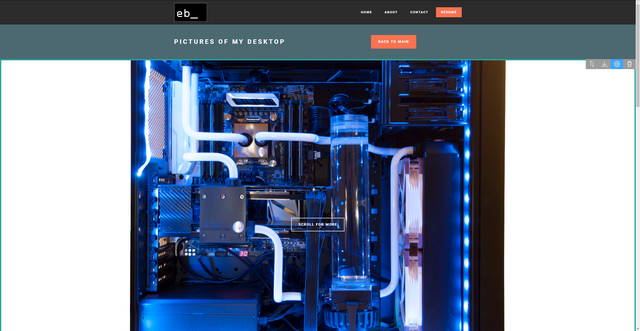 eb_
HOME
ABOUT
CONTACT
RESUME
PICTURES OF MY DESKTOP
BACK TO MAIN
SCROLL FOR MORE
30